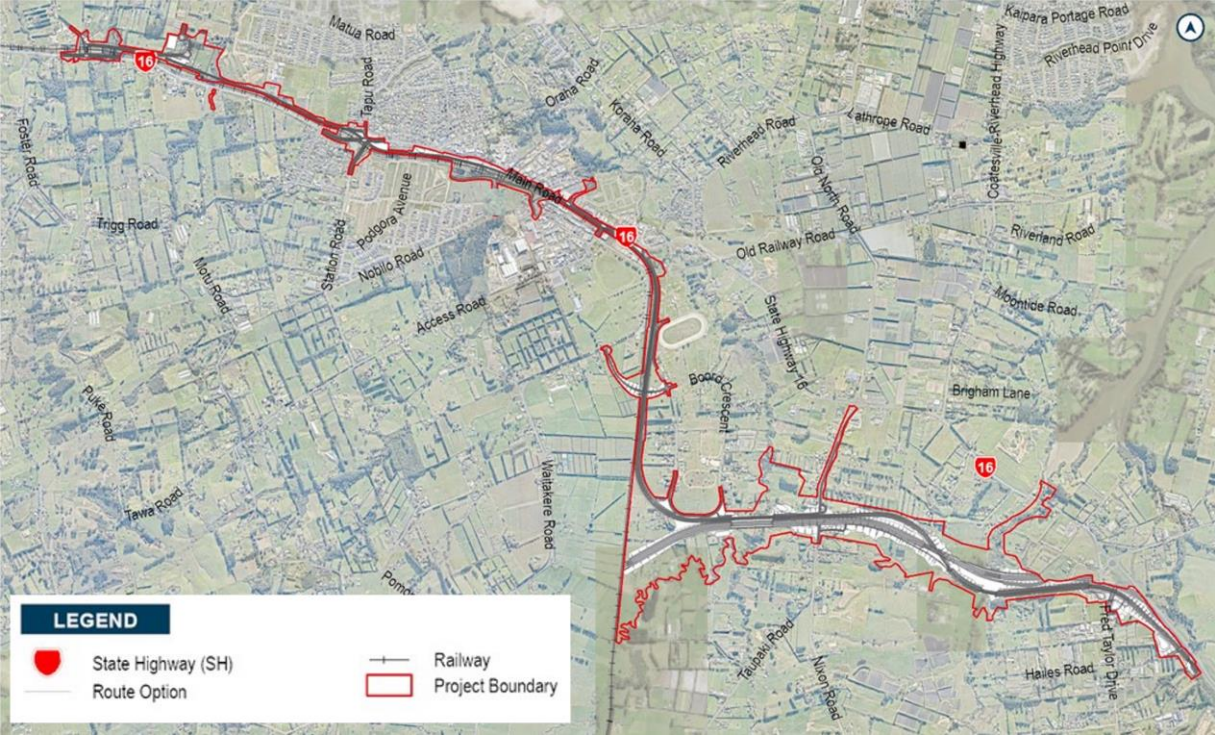 Kaipara Portage Road
Matua Road
Riverhead Point Drive
16
Tapu Road
Oraha Road
Koraha Road
Riverhead Road
Lathrope Road
Coatesville-Riverhead Highway
Foster Road
Main Road
Old North Road
Trigg Road
Podgora Avenue
Station Road
16
Old Railway Road
Riverland Road
Nobilo Road
Motu Road
Access Road
State Highway 16
Moontide Road
Boord Crescent
Brigham Lane
Puke Road
16
Waitakere Road
Tawa Road
Pomo
Fred Taylor Drive
Taupaki Road
Nixon Road
Hailes Road
LEGEND
State Highway (SH)
Railway
Route Option
Project Boundary